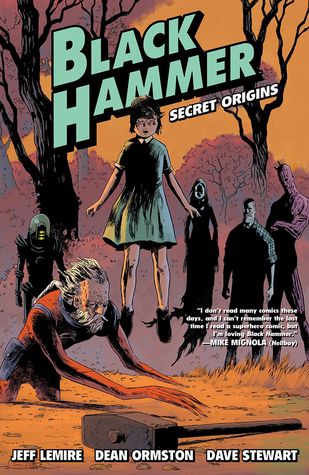 BLACK
HAMMER
SECRET ORIGINS
"I don't read many comics these
days, and I can't remember the last
time I read a superhero comic, but
I'm loving Black Hammer."
—MIKE MIGNOLA (Hellboy)
JEFF LEMIRE DEAN ORMSTON DAVE STEWART